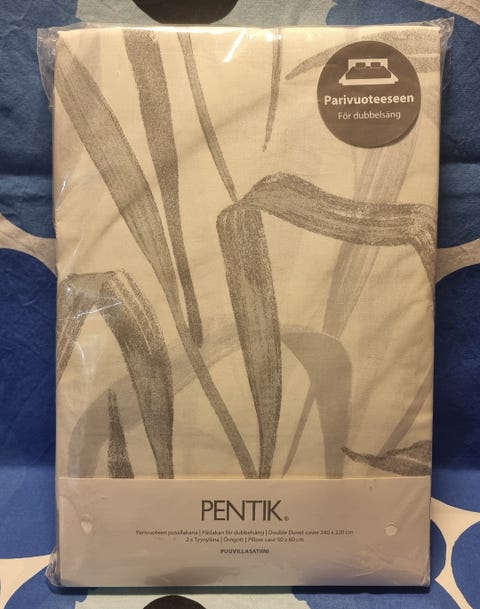 Parivuoteeseen
För dubbelsäng
PENTIK®
Parivuoteen pussilakana | Påslakan för dubbelsäng | Double Duvet cover 240 x 220 cm
2 x Tyynyliina | Örngott | Pillow case 50 x 60 cm
PUUVILLASATIINI